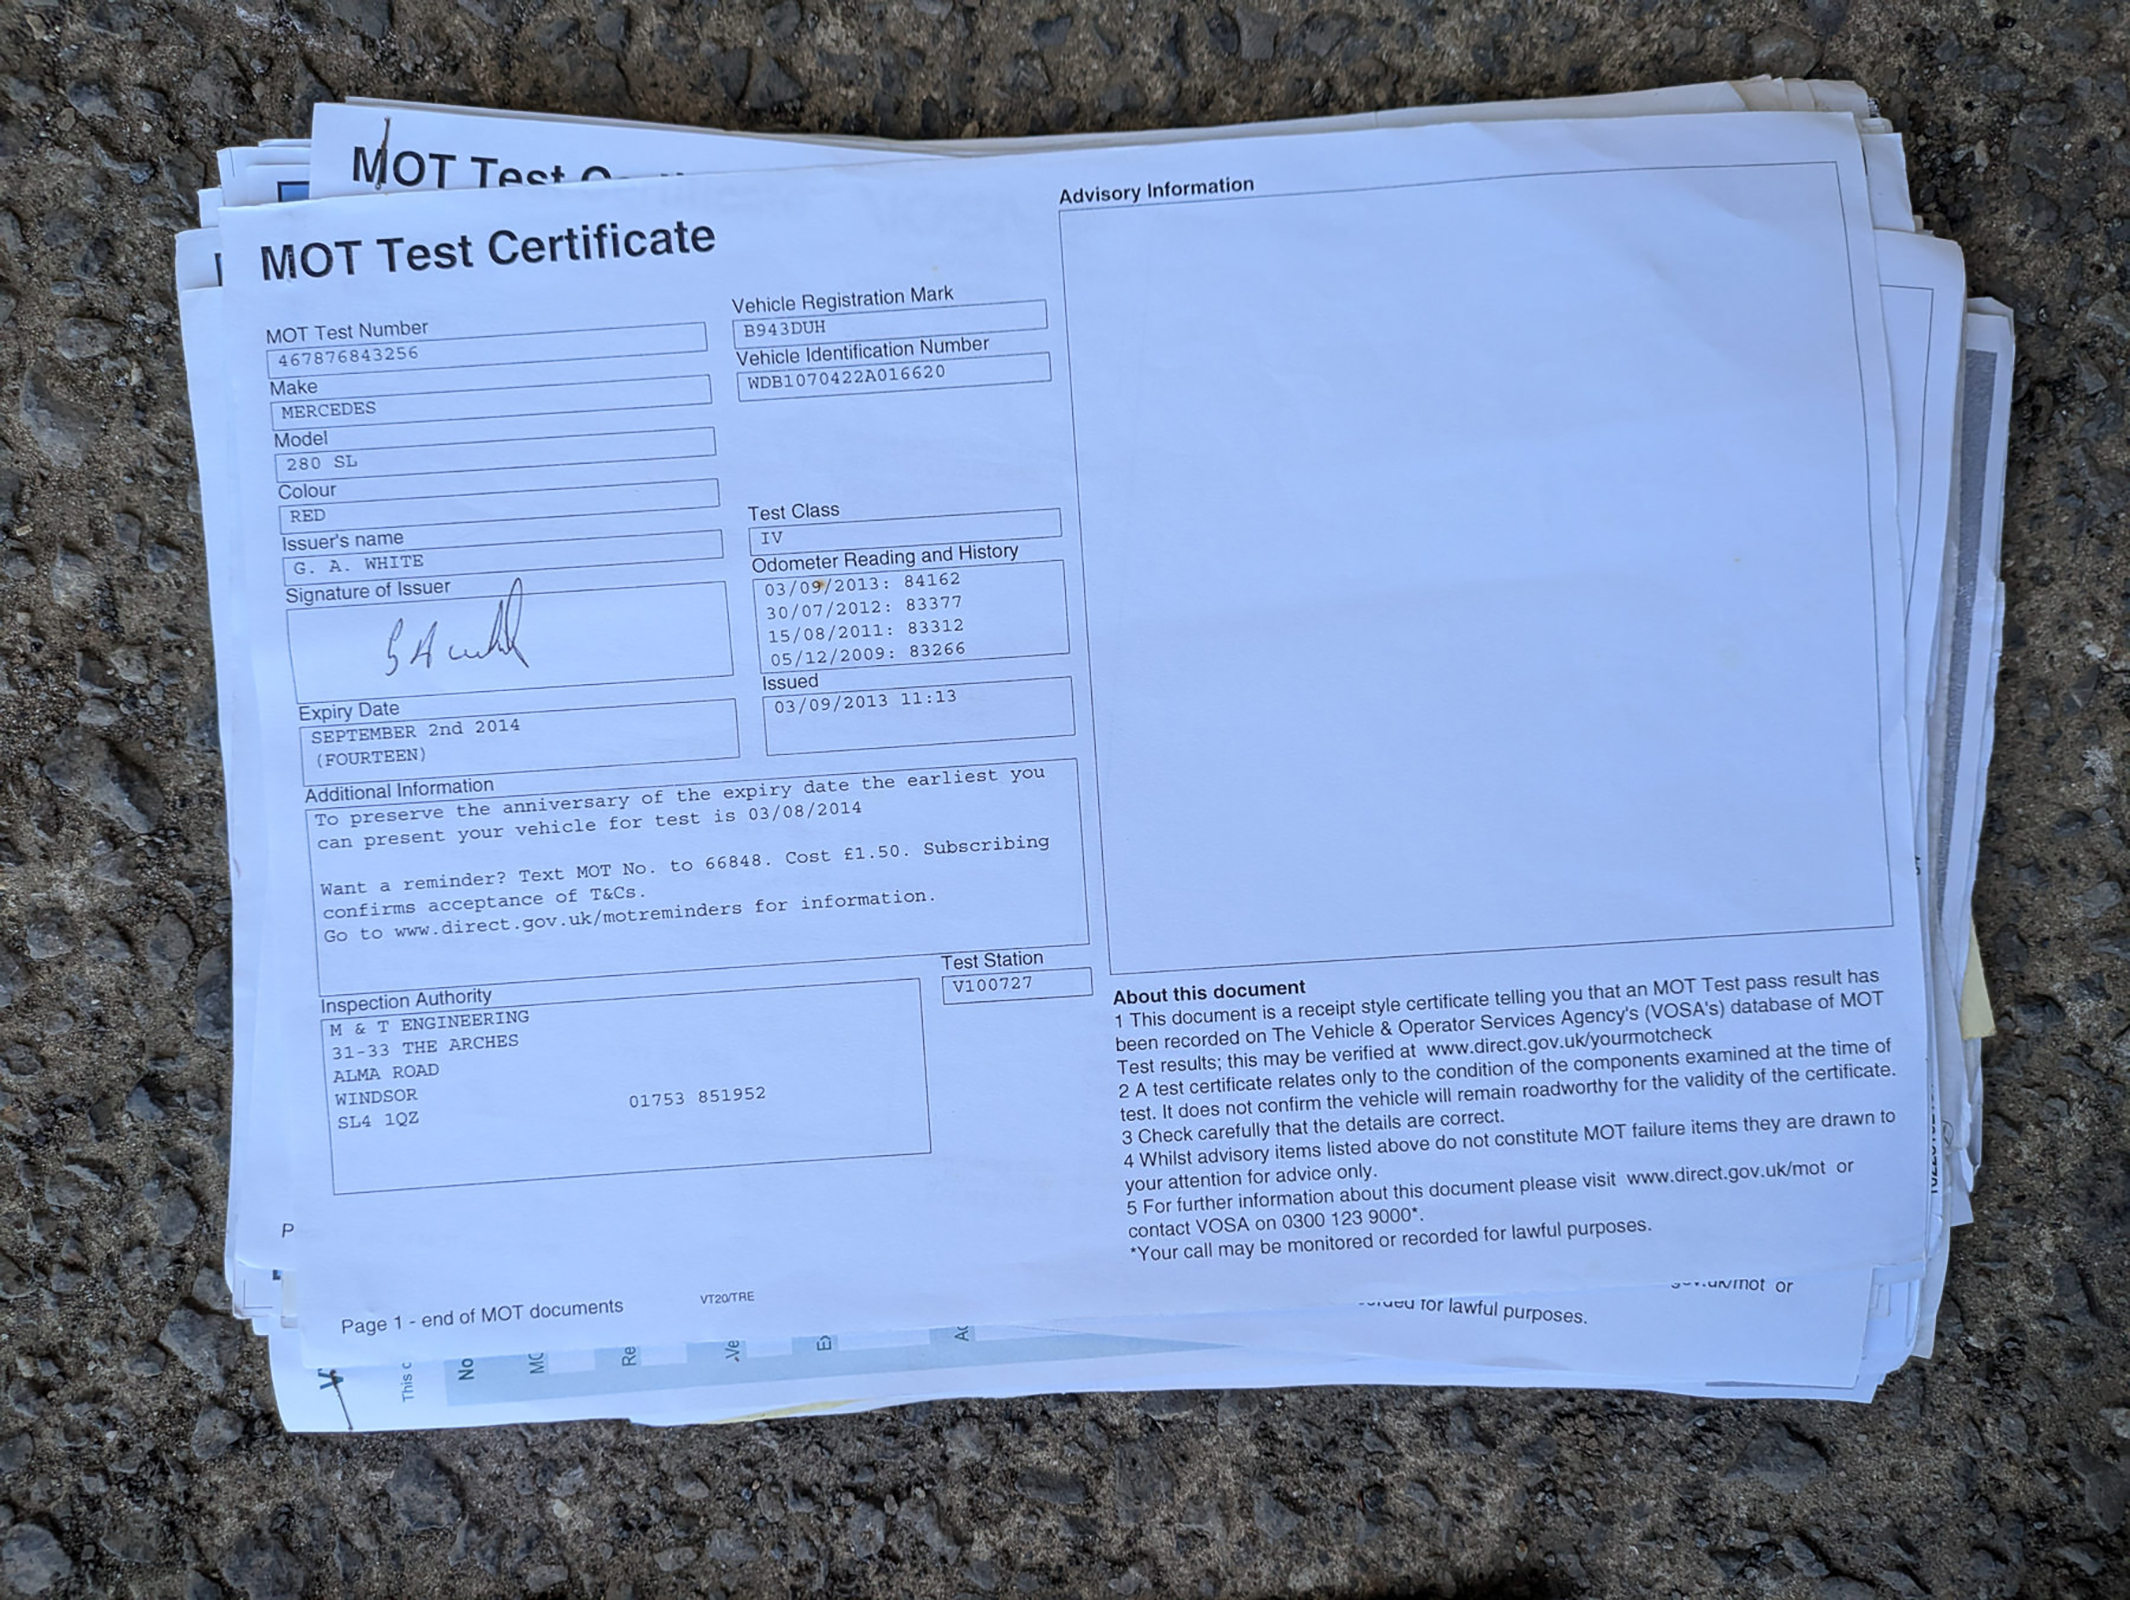 MOT Test
MOT Test Certificate
MOT Test Number
467876843256
Make
MERCEDES
Model
280 SL
Colour
RED
Issuer's name
G. A. WHITE
Signature of Issuer
Vehicle Registration Mark
B943DUH
Vehicle Identification Number
WDB1070422A016620
Test Class
IV
Odometer Reading and History
03/09/2013: 84162
30/07/2012: 83377
15/08/2011: 83312
05/12/2009: 83266
Issued
03/09/2013 11:13
Expiry Date
SEPTEMBER 2nd 2014
(FOURTEEN)
Additional Information
To preserve the anniversary of the expiry date the earliest you
can present your vehicle for test is 03/08/2014
Want a reminder? Text MOT No. to 66848. Cost £1.50. Subscribing
confirms acceptance of T&Cs.
Go to www.direct.gov.uk/motreminders for information.
Test Station
V100727
Inspection Authority
M & T ENGINEERING
31-33 THE ARCHES
ALMA ROAD
WINDSOR
SL4 1QZ
01753 851952
Page 1 - end of MOT documents
VT20/TRE
Advisory Information
About this document
1 This document is a receipt style certificate telling you that an MOT Test pass result has
been recorded on The Vehicle & Operator Services Agency's (VOSA's) database of MOT
Test results; this may be verified at www.direct.gov.uk/yourmotcheck
2 A test certificate relates only to the condition of the components examined at the time of
test. It does not confirm the vehicle will remain roadworthy for the validity of the certificate.
3 Check carefully that the details are correct.
4 Whilst advisory items listed above do not constitute MOT failure items they are drawn to
your attention for advice only.
5 For further information about this document please visit www.direct.gov.uk/mot or
contact VOSA on 0300 123 9000*.
*Your call may be monitored or recorded for lawful purposes.
.uk/mot or
for lawful purposes.
This
No
MO
Re
Ve